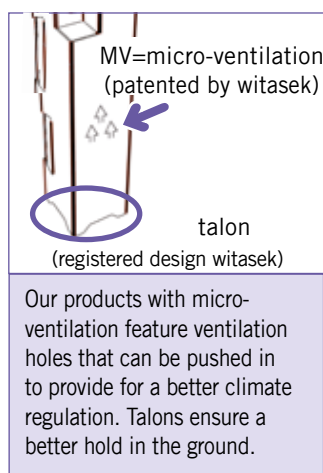 MV=micro-ventilation
(patented by witasek)
talon
(registered design witasek)
Our products with micro-
ventilation feature ventilation
holes that can be pushed in
to provide for a better climate
regulation. Talons ensure a
better hold in the ground.